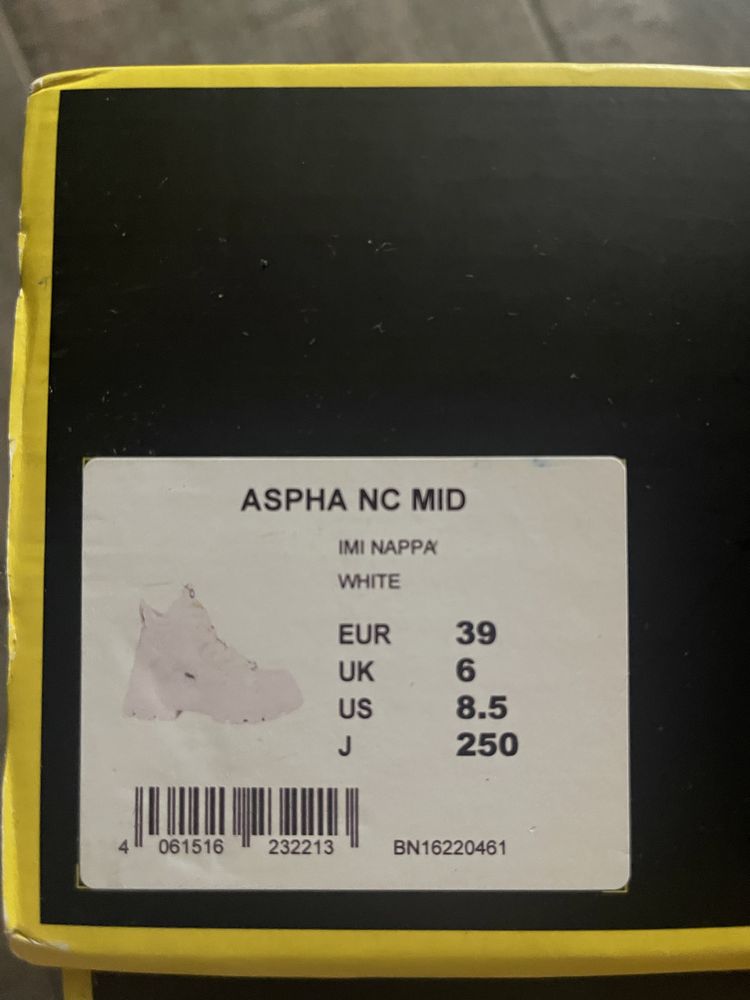 ASPHA NC MID
IMI NAPPA
WHITE
EUR 39
UK 6
US 8.5
J 250
4 061516 232213 BN16220461